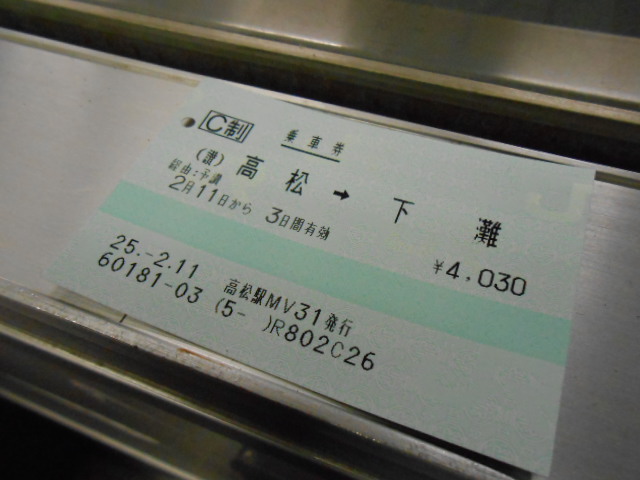 C制 乗車券
(讃)高松 → 下灘
経由:予讃
2月11日から 3日間有効 ¥4,030
25.-2.11 高松駅MV31発行
60181-03 (5- )R802C26